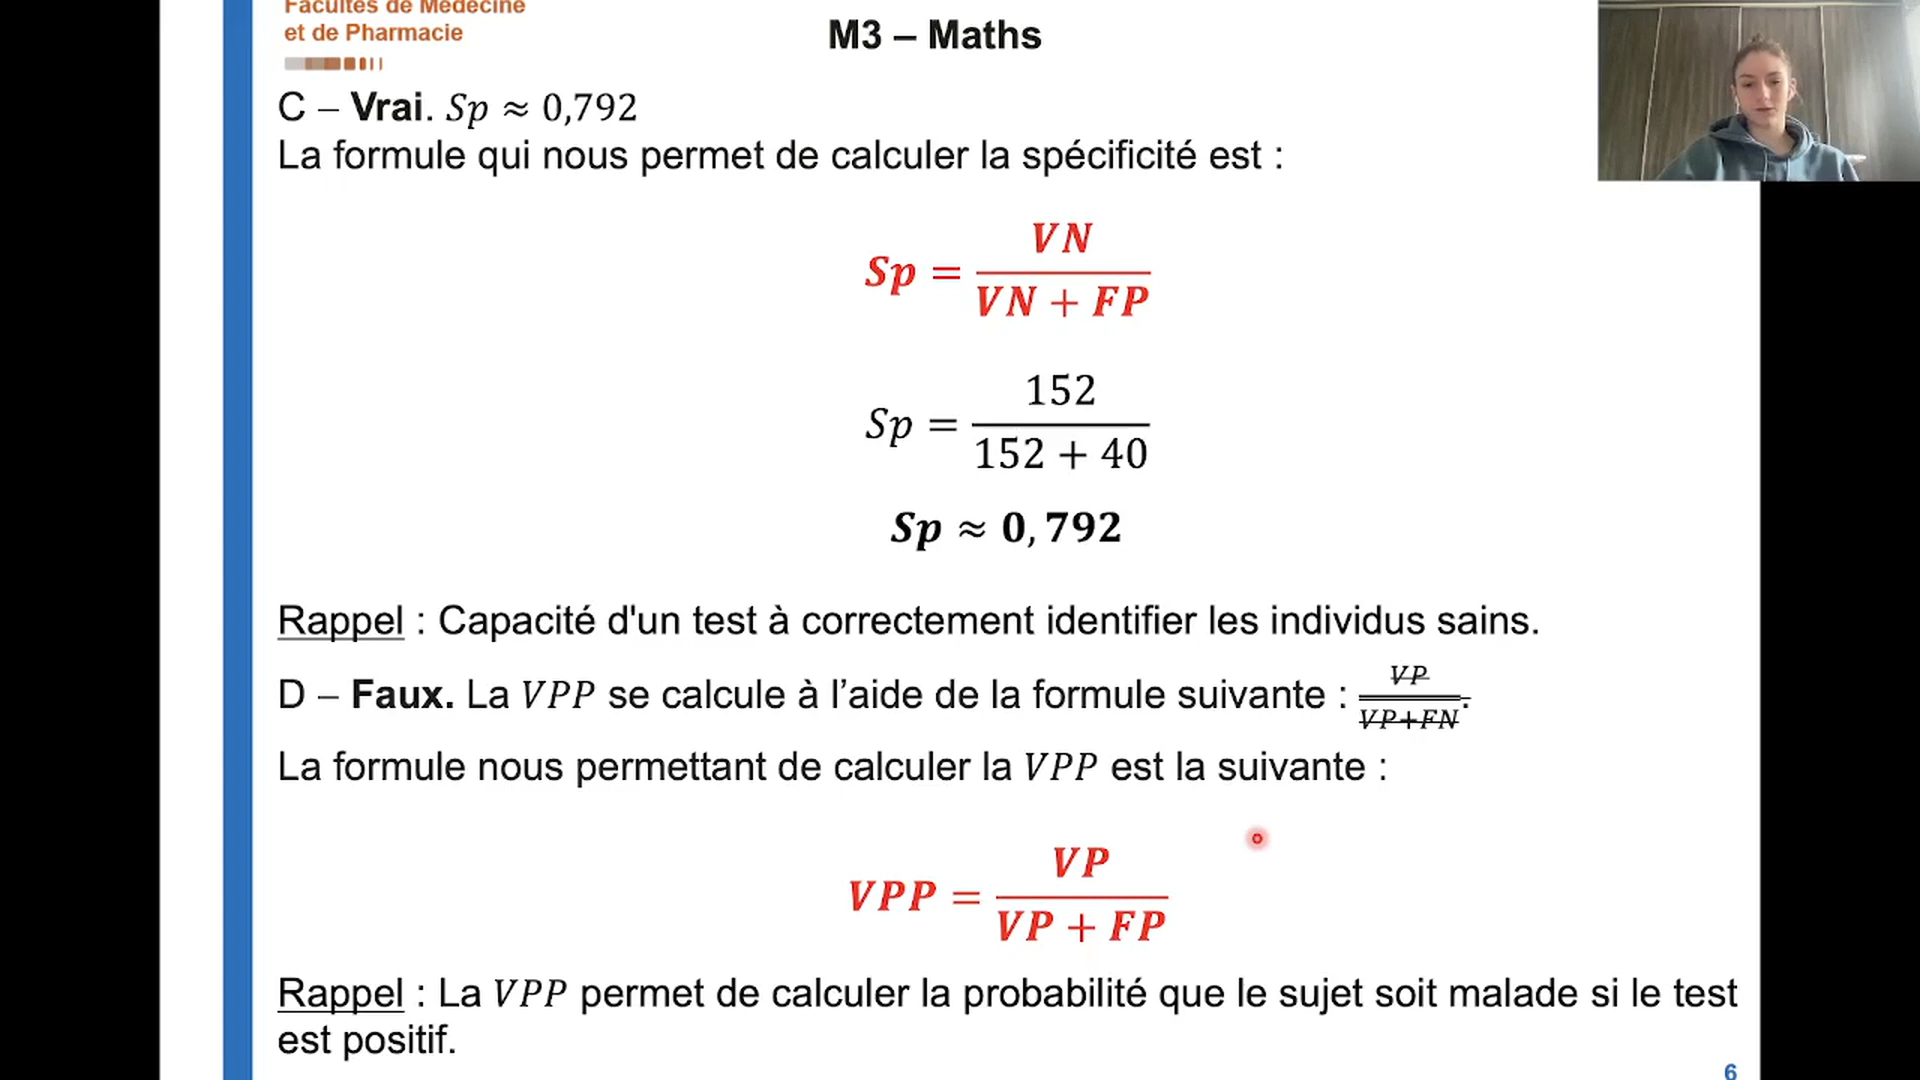 Facultés de Médecine
et de Pharmacie
M3 – Maths
C – Vrai. Sp ≈ 0,792
La formule qui nous permet de calculer la spécificité est :
Sp = VN / (VN + FP)
Sp = 152 / (152 + 40)
Sp ≈ 0,792
Rappel : Capacité d'un test à correctement identifier les individus sains.
D – Faux. La VPP se calcule à l’aide de la formule suivante : VP / (VP+FN).
La formule nous permettant de calculer la VPP est la suivante :
VPP = VP / (VP + FP)
Rappel : La VPP permet de calculer la probabilité que le sujet soit malade si le test
est positif.
6